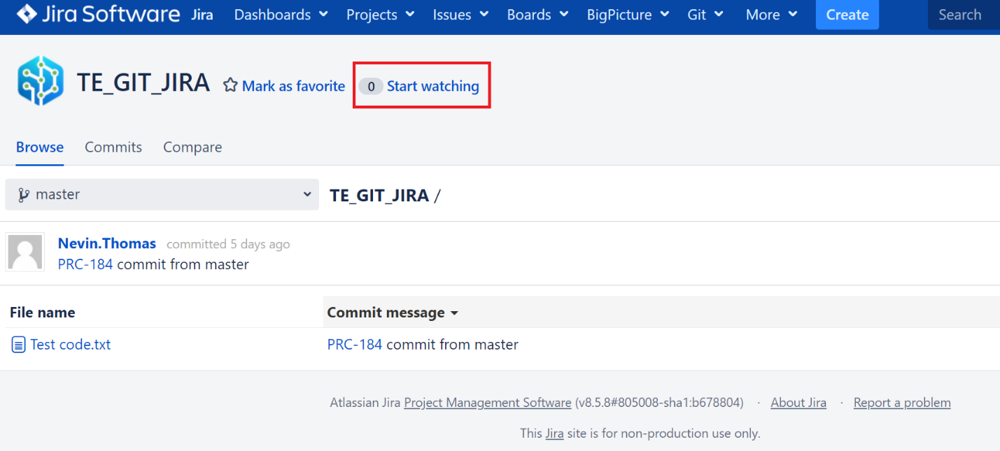 Jira Software Jira Dashboards Projects Issues Boards BigPicture Git More Create Search
TE_GIT_JIRA Mark as favorite 0 Start watching
Browse Commits Compare
master TE_GIT_JIRA /
Nevin.Thomas committed 5 days ago
PRC-184 commit from master
File name Commit message
Test code.txt PRC-184 commit from master
Atlassian Jira Project Management Software (v8.5.8#805008-sha1:b678804) · About Jira · Report a problem
This Jira site is for non-production use only.